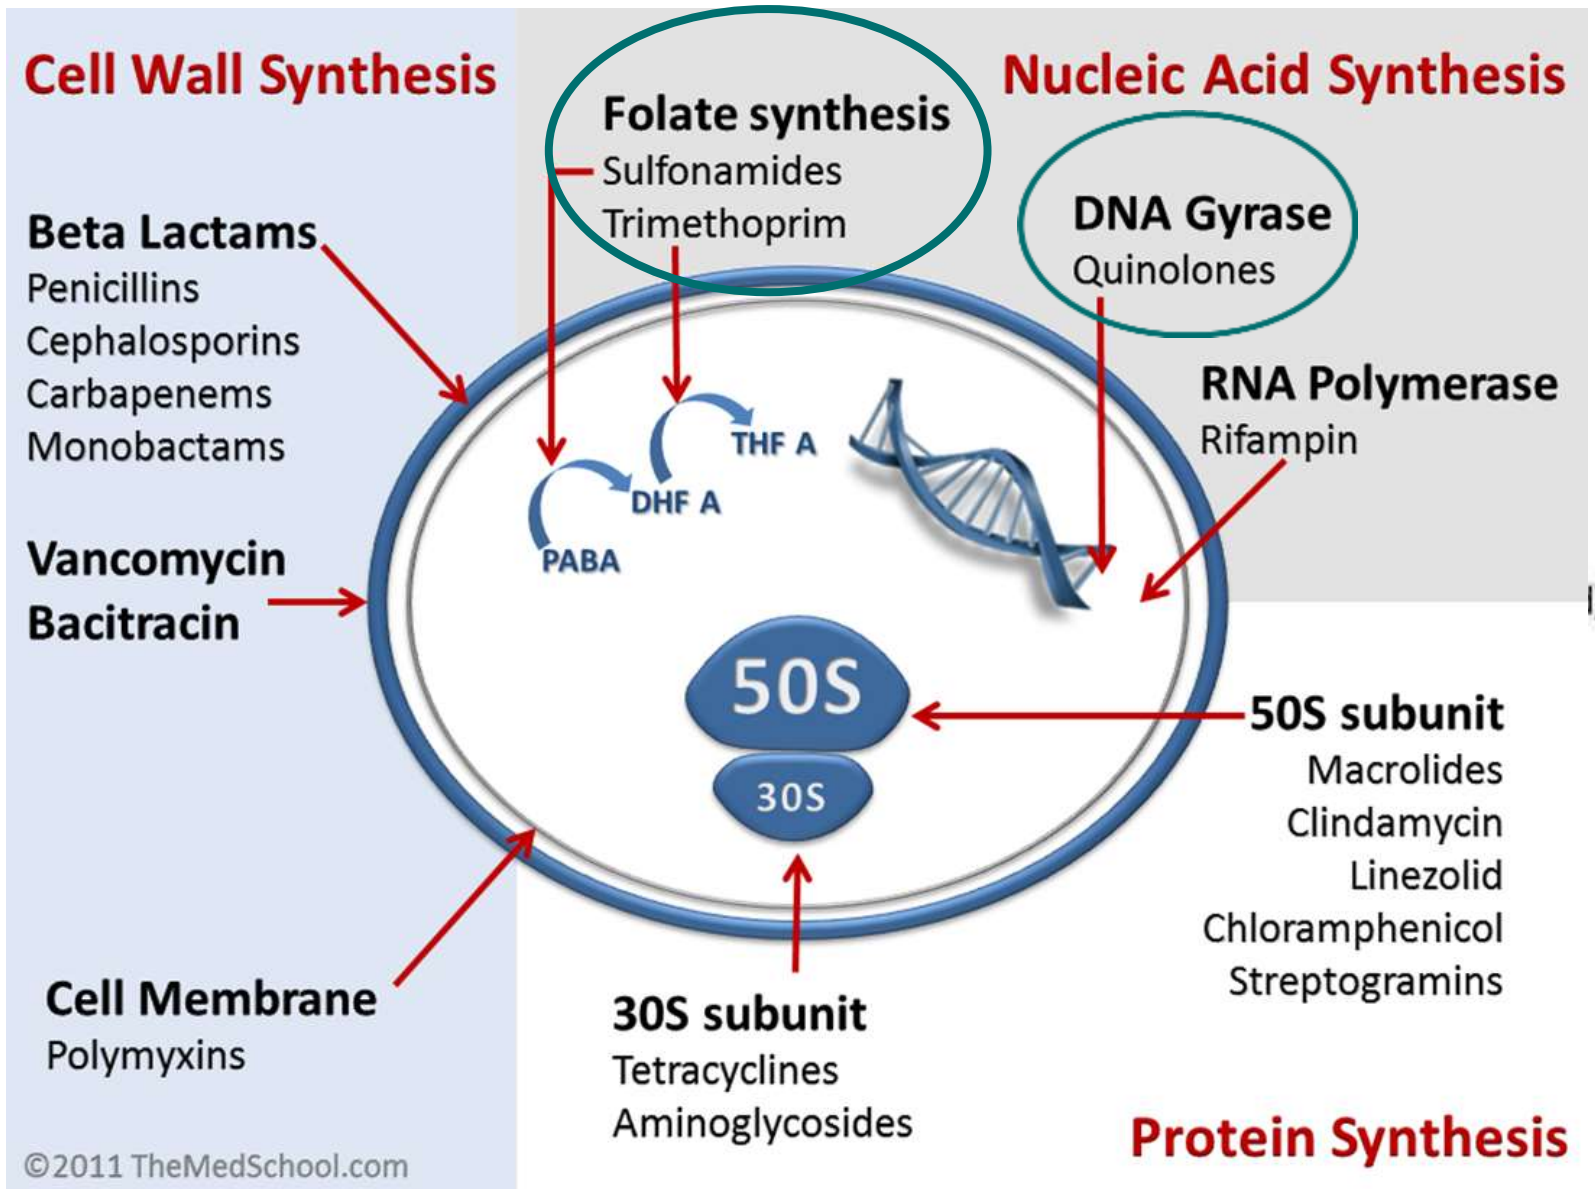 Cell Wall Synthesis
Beta Lactams
Penicillins
Cephalosporins
Carbapenems
Monobactams
Vancomycin
Bacitracin
Cell Membrane
Polymyxins
©2011 TheMedSchool.com
Nucleic Acid Synthesis
Folate synthesis
Sulfonamides
Trimethoprim
DNA Gyrase
Quinolones
RNA Polymerase
Rifampin
THF A
DHF A
PABA
50S
30S
50S subunit
Macrolides
Clindamycin
Linezolid
Chloramphenicol
Streptogramins
30S subunit
Tetracyclines
Aminoglycosides
Protein Synthesis